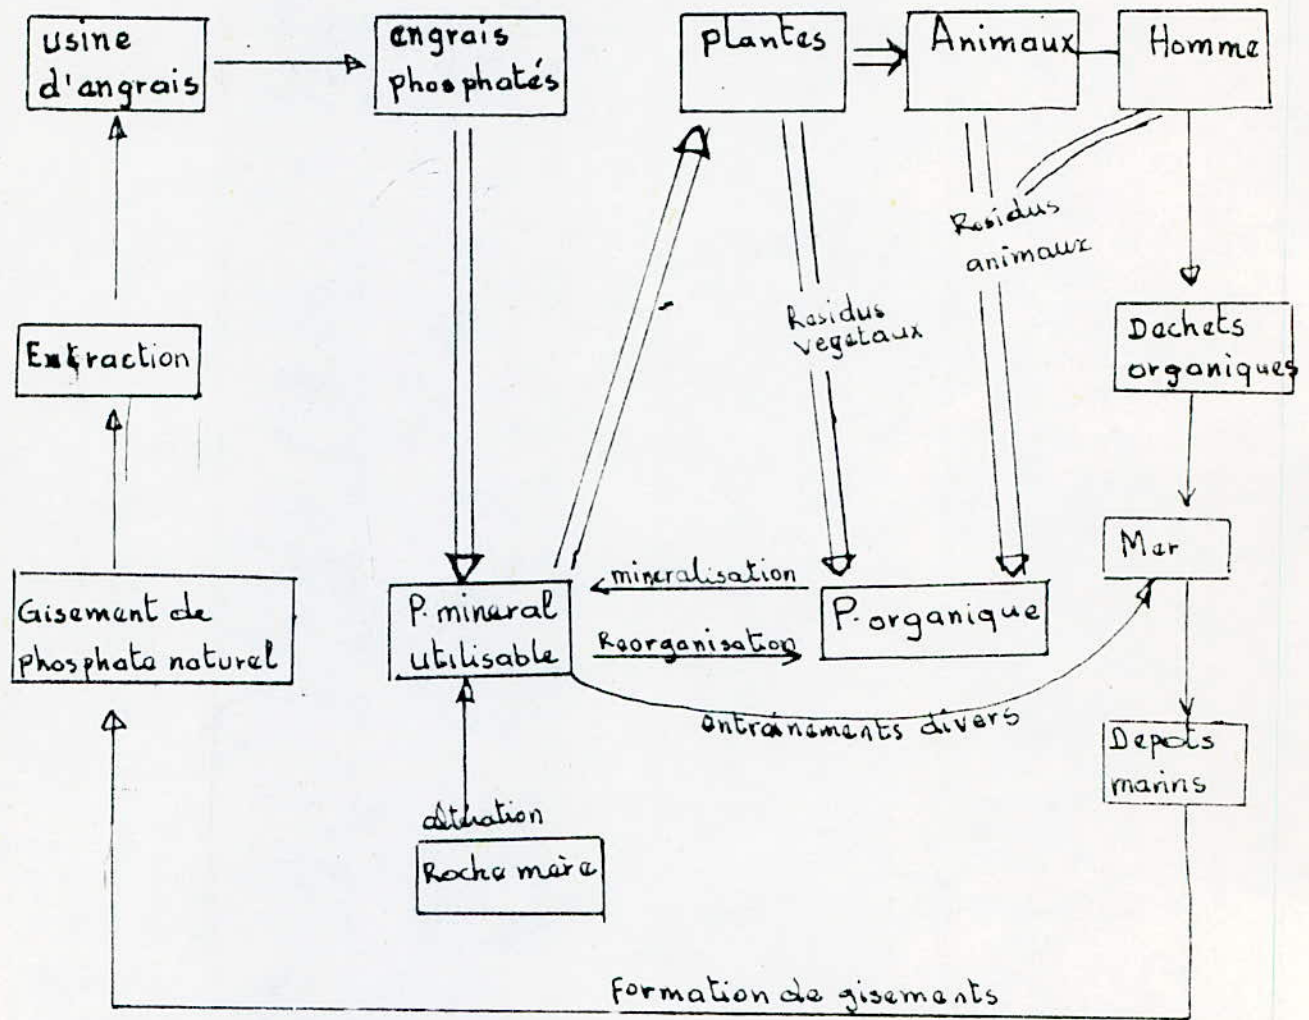 usine
d'angrais
engrais
phosphatés
plantes
Animaux
Homme
Residus
animaux
Residus
vegetaux
Dechets
organiques
Extraction
Mer
Gisement de
phosphate naturel
P. mineral
utilisable
mineralisation
Reorganisation
P. organique
entraînements divers
Depots
marins
altération
Roche mère
Formation de gisements